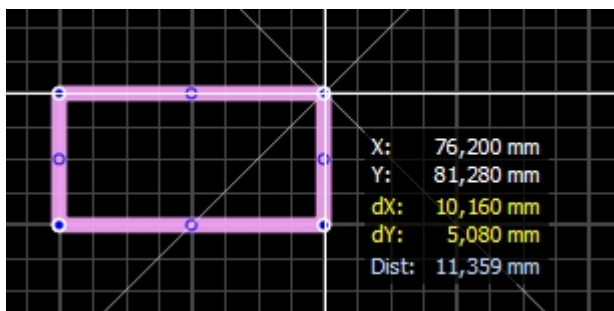 X: 76,200 mm
Y: 81,280 mm
dX: 10,160 mm
dY: 5,080 mm
Dist: 11,359 mm